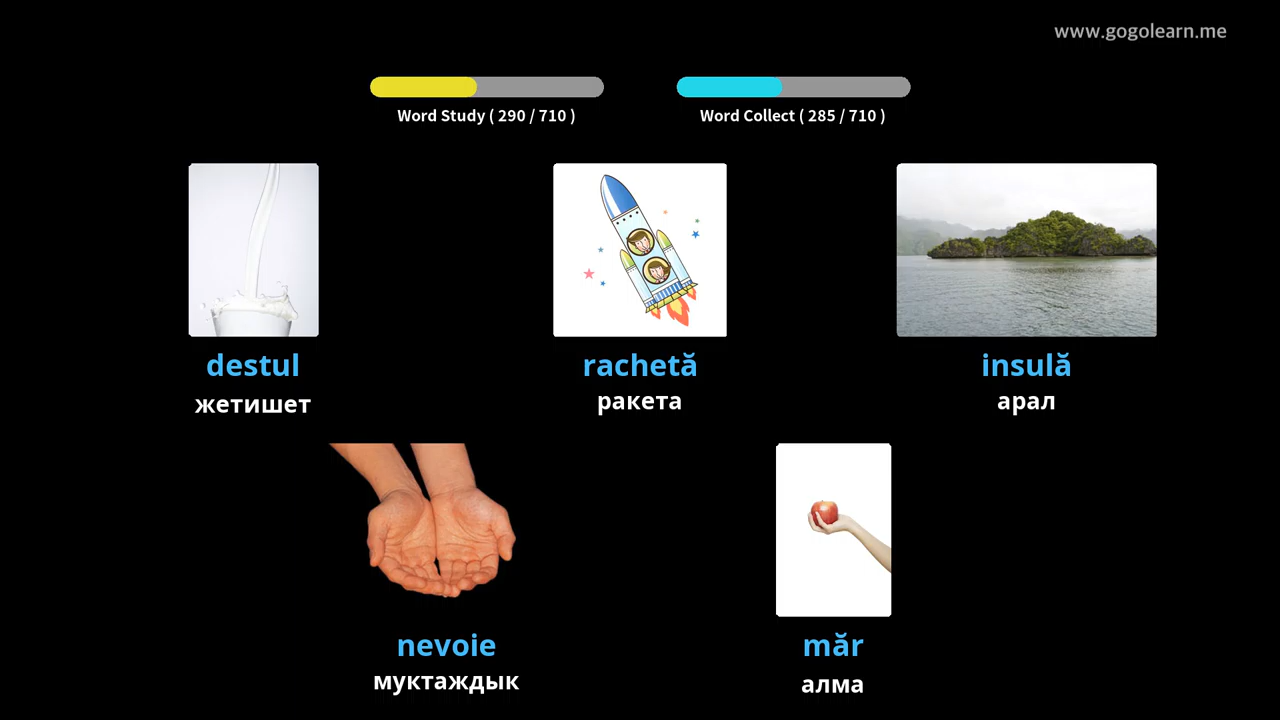 www.gogolearn.me
Word Study ( 290 / 710 )
Word Collect ( 285 / 710 )
destul
жетишет
rachetă
ракета
insulă
арал
nevoie
муктаждык
măr
алма